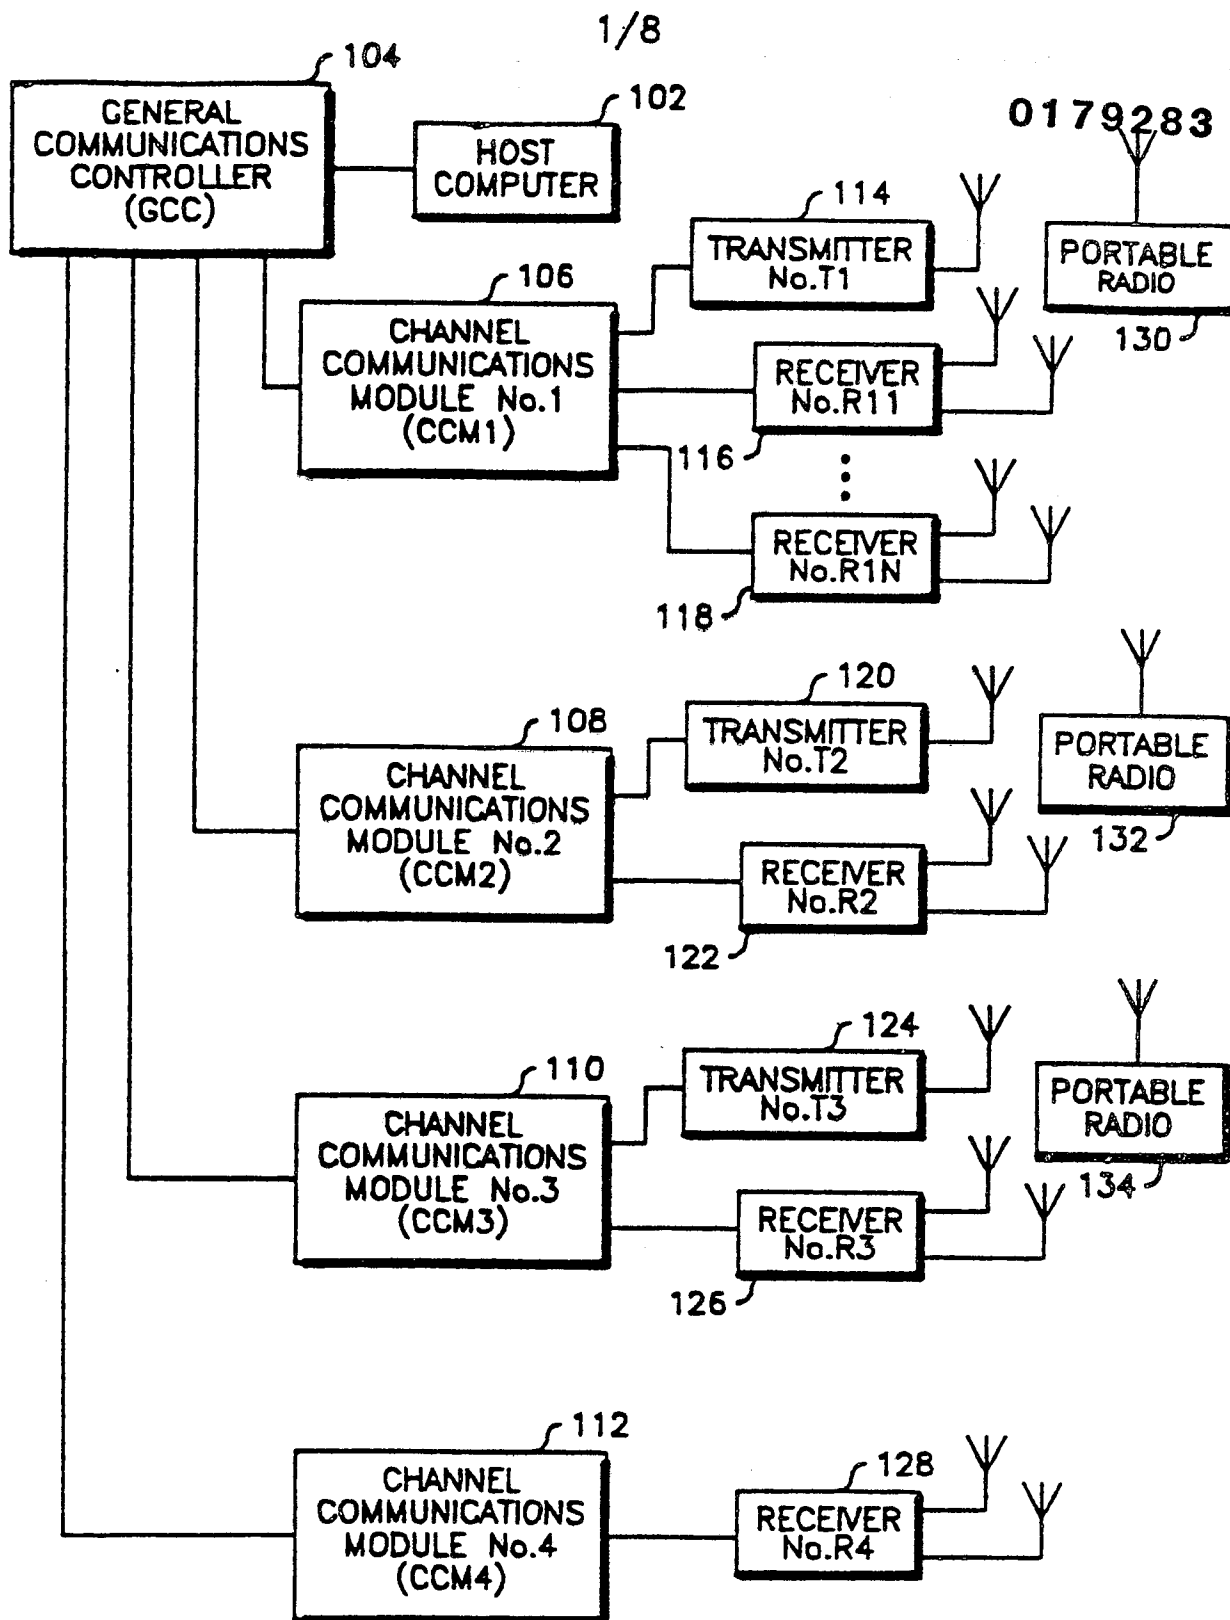 1/8
0179283
104
GENERAL
COMMUNICATIONS
CONTROLLER
(GCC)
102
HOST
COMPUTER
106
CHANNEL
COMMUNICATIONS
MODULE No.1
(CCM1)
114
TRANSMITTER
No.T1
RECEIVER
No.R11
116
RECEIVER
No.R1N
118
PORTABLE
RADIO
130
108
CHANNEL
COMMUNICATIONS
MODULE No.2
(CCM2)
120
TRANSMITTER
No.T2
RECEIVER
No.R2
122
PORTABLE
RADIO
132
110
CHANNEL
COMMUNICATIONS
MODULE No.3
(CCM3)
124
TRANSMITTER
No.T3
RECEIVER
No.R3
126
PORTABLE
RADIO
134
112
CHANNEL
COMMUNICATIONS
MODULE No.4
(CCM4)
128
RECEIVER
No.R4